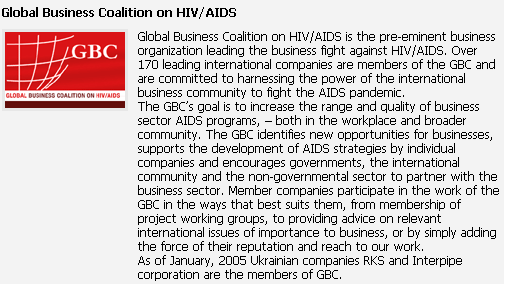 Global Business Coalition on HIV/AIDS
GBC
GLOBAL BUSINESS COALITION ON HIV/AIDS
Global Business Coalition on HIV/AIDS is the pre-eminent business
organization leading the business fight against HIV/AIDS. Over
170 leading international companies are members of the GBC and
are committed to harnessing the power of the international
business community to fight the AIDS pandemic.
The GBC's goal is to increase the range and quality of business
sector AIDS programs, – both in the workplace and broader
community. The GBC identifies new opportunities for businesses,
supports the development of AIDS strategies by individual
companies and encourages governments, the international
community and the non-governmental sector to partner with the
business sector. Member companies participate in the work of the
GBC in the ways that best suits them, from membership of
project working groups, to providing advice on relevant
international issues of importance to business, or by simply adding
the force of their reputation and reach to our work.
As of January, 2005 Ukrainian companies RKS and Interpipe
corporation are the members of GBC.